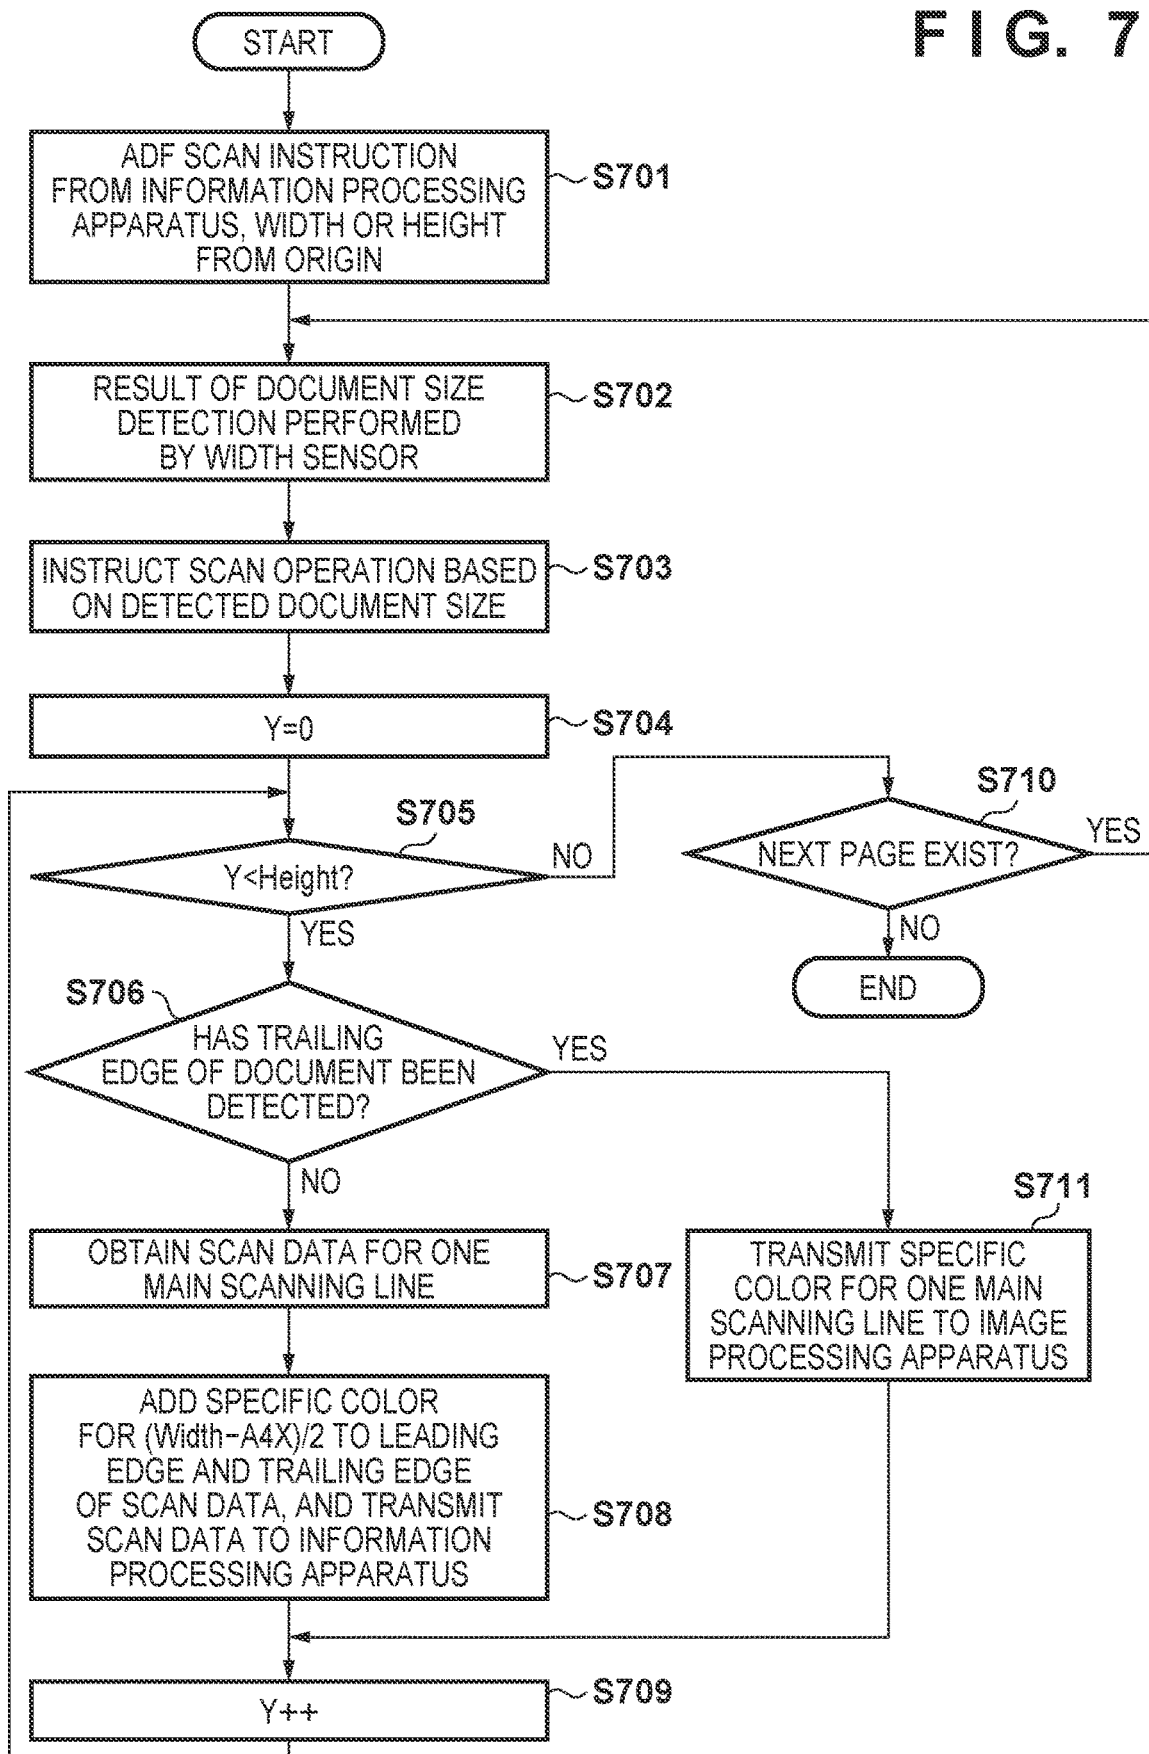 FIG. 7
START
ADF SCAN INSTRUCTION
FROM INFORMATION PROCESSING
APPARATUS, WIDTH OR HEIGHT
FROM ORIGIN
S701
RESULT OF DOCUMENT SIZE
DETECTION PERFORMED
BY WIDTH SENSOR
S702
INSTRUCT SCAN OPERATION BASED
ON DETECTED DOCUMENT SIZE
S703
Y=0
S704
S705
Y<Height?
NO
YES
S710
NEXT PAGE EXIST?
YES
NO
END
S706
HAS TRAILING
EDGE OF DOCUMENT BEEN
DETECTED?
YES
NO
OBTAIN SCAN DATA FOR ONE
MAIN SCANNING LINE
S707
S711
TRANSMIT SPECIFIC
COLOR FOR ONE MAIN
SCANNING LINE TO IMAGE
PROCESSING APPARATUS
ADD SPECIFIC COLOR
FOR (Width-A4X)/2 TO LEADING
EDGE AND TRAILING EDGE
OF SCAN DATA, AND TRANSMIT
SCAN DATA TO INFORMATION
PROCESSING APPARATUS
S708
Y++
S709